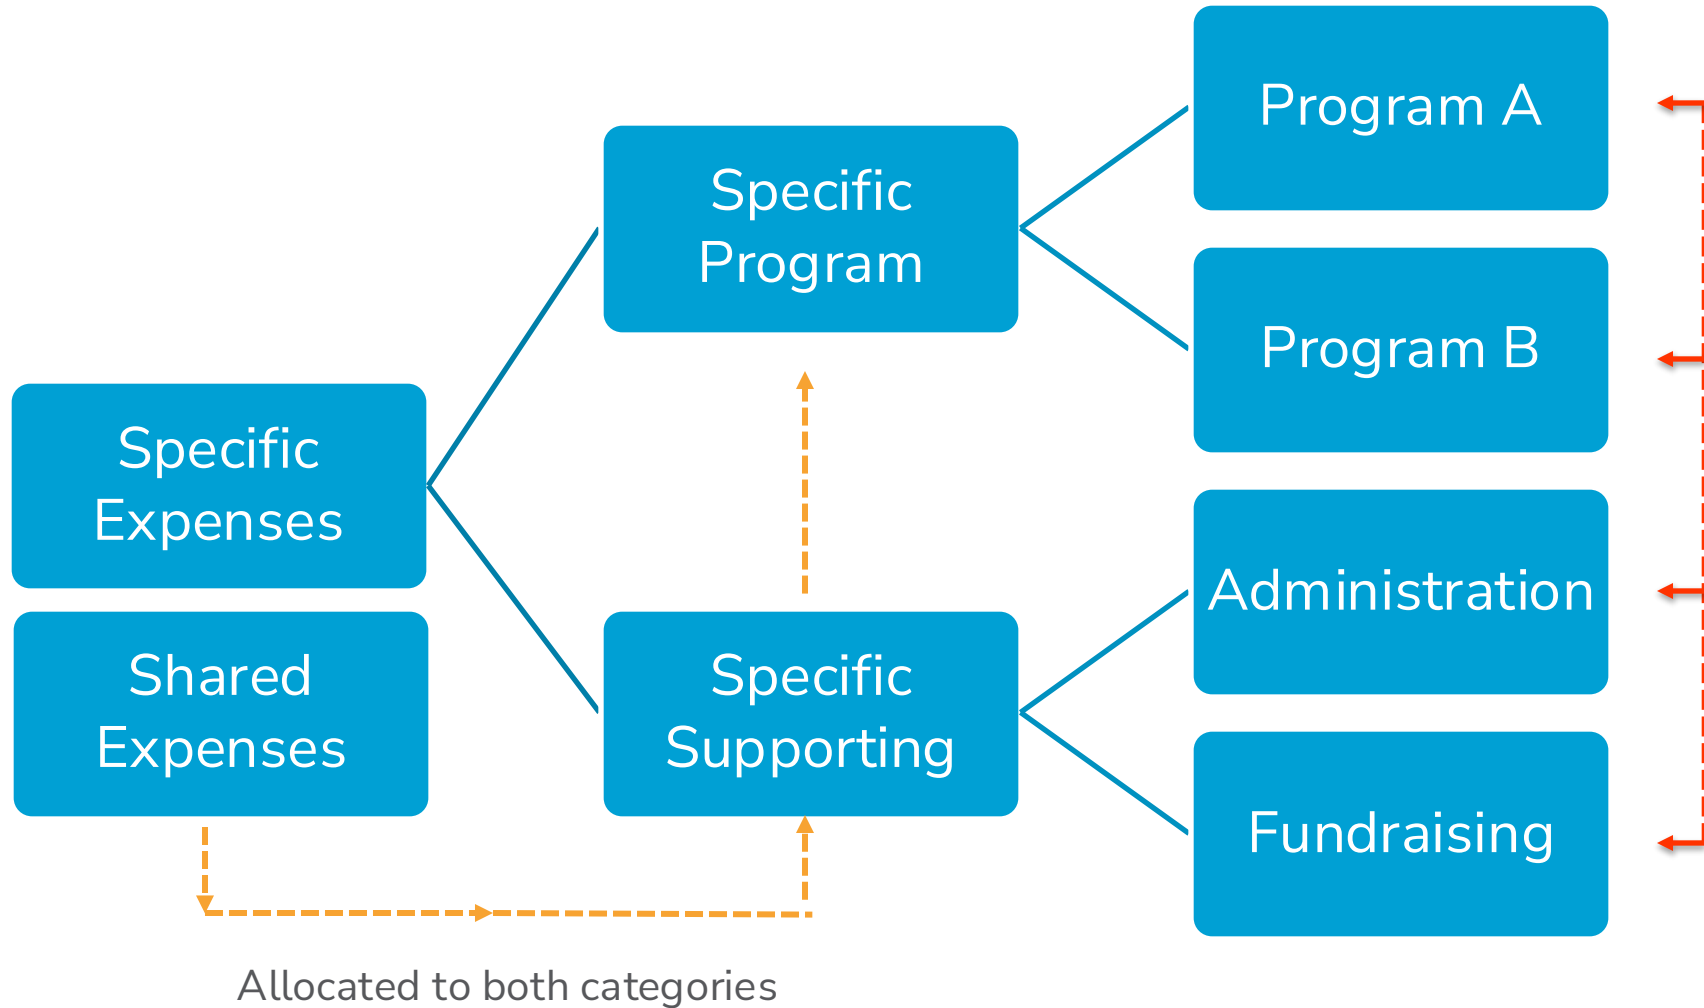 Specific
Expenses
Shared
Expenses
Specific
Program
Specific
Supporting
Program A
Program B
Administration
Fundraising
Allocated to both categories